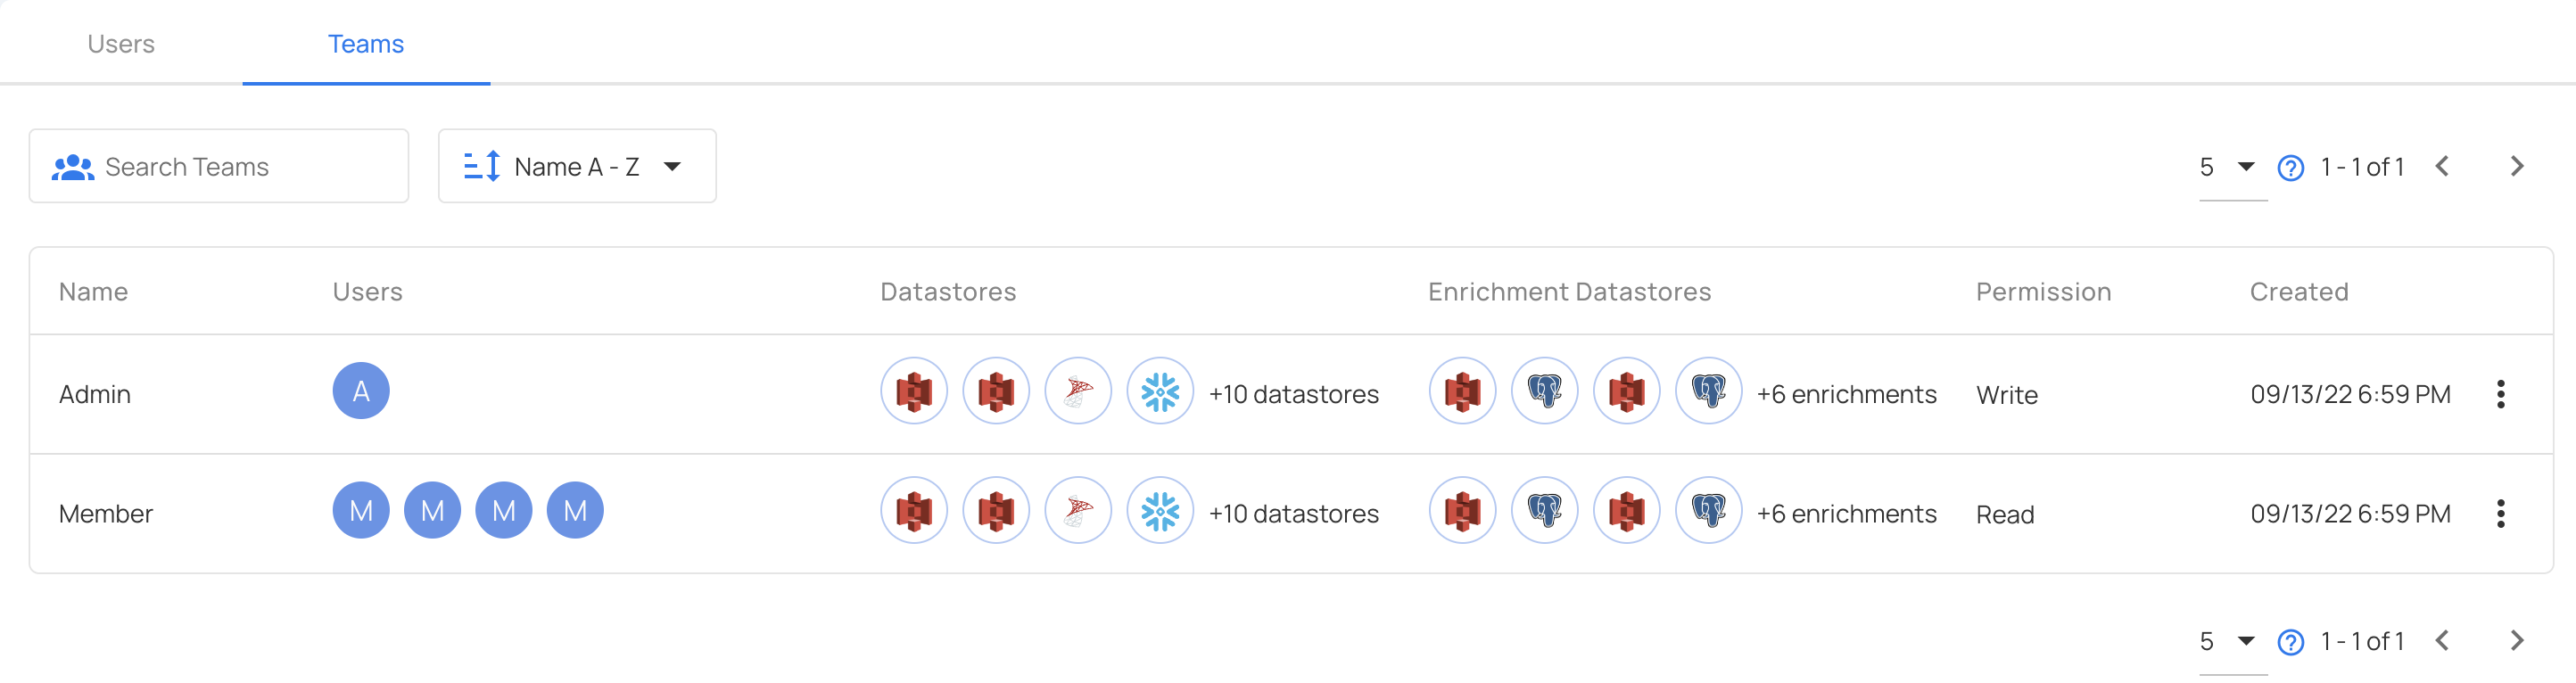 Users Teams
Search Teams Name A - Z 5 1 - 1 of 1
Name Users Datastores Enrichment Datastores Permission Created
Admin A +10 datastores +6 enrichments Write 09/13/22 6:59 PM
Member M M M M +10 datastores +6 enrichments Read 09/13/22 6:59 PM
5 1 - 1 of 1